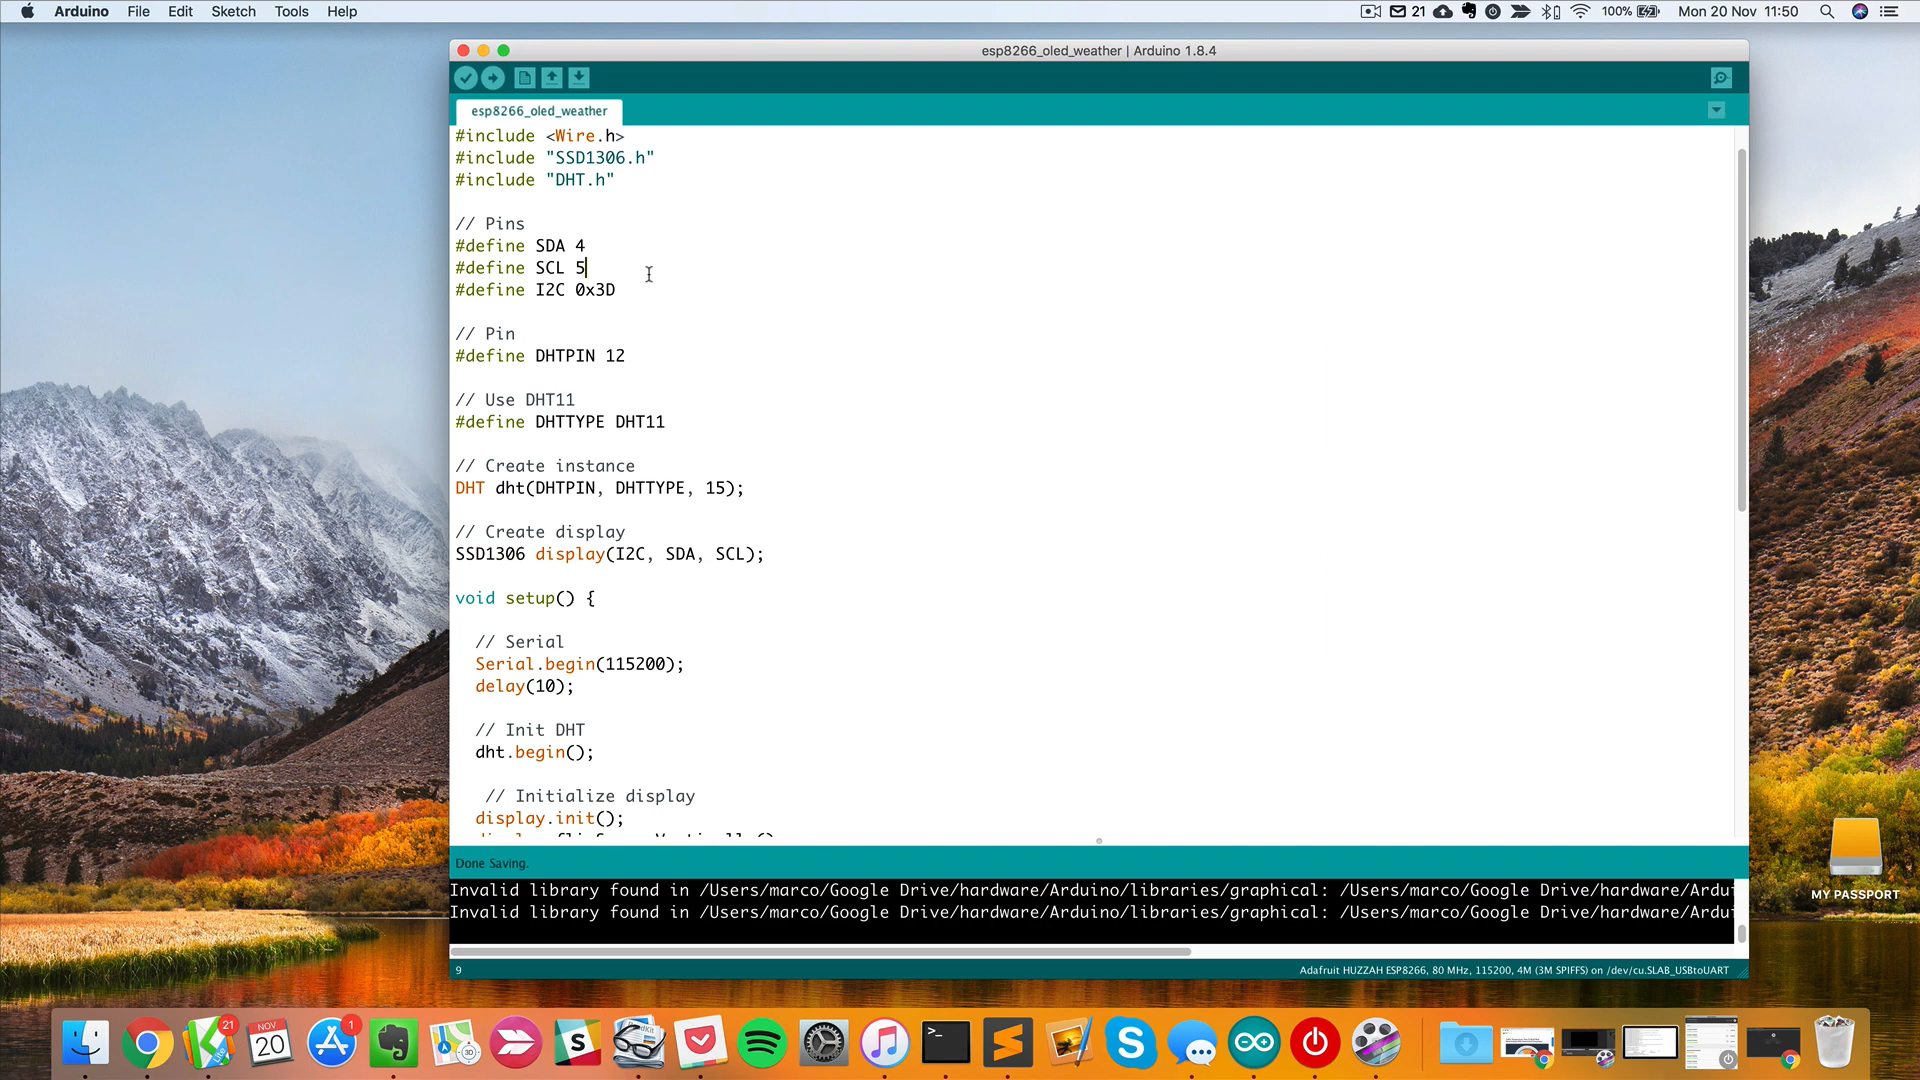 Arduino File Edit Sketch Tools Help 21 100% Mon 20 Nov 11:50
esp8266_oled_weather | Arduino 1.8.4
esp8266_oled_weather
#include <Wire.h>
#include "SSD1306.h"
#include "DHT.h"
// Pins
#define SDA 4
#define SCL 5
#define I2C 0x3D
// Pin
#define DHTPIN 12
// Use DHT11
#define DHTTYPE DHT11
// Create instance
DHT dht(DHTPIN, DHTTYPE, 15);
// Create display
SSD1306 display(I2C, SDA, SCL);
void setup() {
// Serial
Serial.begin(115200);
delay(10);
// Init DHT
dht.begin();
// Initialize display
display.init();
Done Saving.
Invalid library found in /Users/marco/Google Drive/hardware/Arduino/libraries/graphical: /Users/marco/Google Drive/hardware/Ardu
Invalid library found in /Users/marco/Google Drive/hardware/Arduino/libraries/graphical: /Users/marco/Google Drive/hardware/Ardu
9 Adafruit HUZZAH ESP8266, 80 MHz, 115200, 4M (3M SPIFFS) on /dev/cu.SLAB_USBtoUART
MY PASSPORT
21
NOV
20
1
3D
S
>_
S